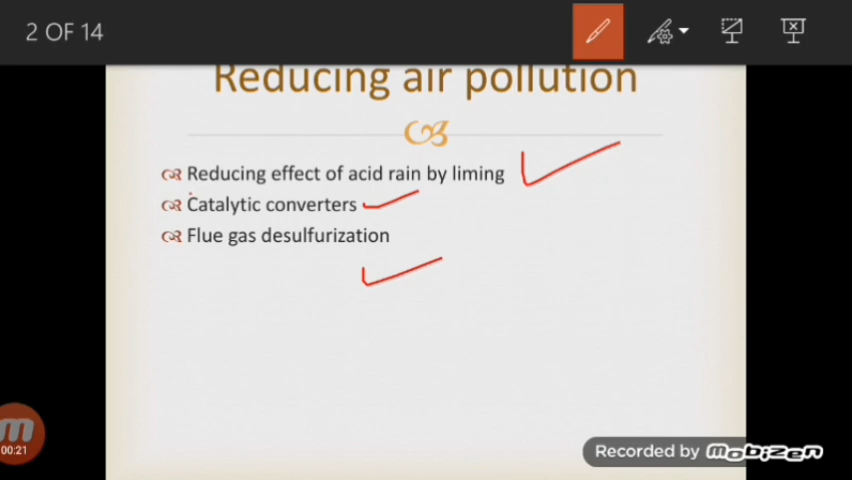 2 OF 14
Reducing air pollution
Reducing effect of acid rain by liming
Catalytic converters
Flue gas desulfurization
00:21
Recorded by mobizen